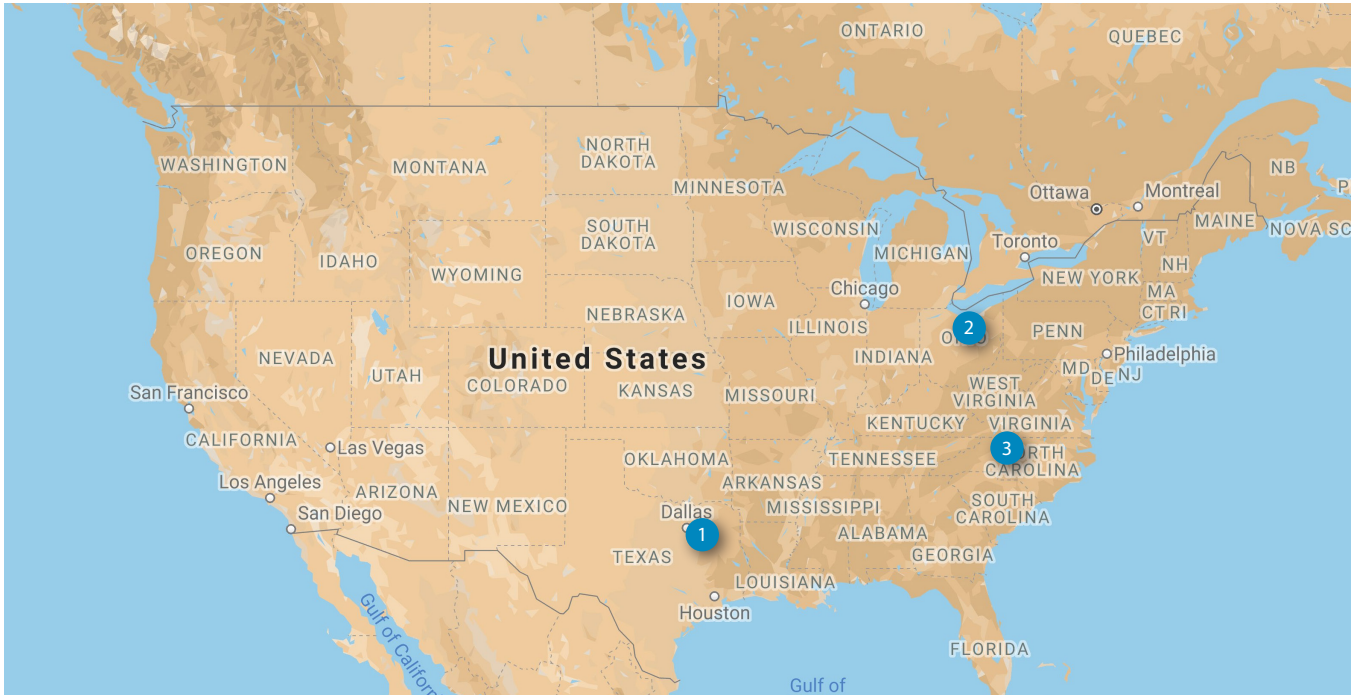 ONTARIO
QUEBEC
WASHINGTON
MONTANA
NORTH
DAKOTA
MINNESOTA
NB
Ottawa
Montreal
MAINE
NOVA SC
P
OREGON
IDAHO
WYOMING
SOUTH
DAKOTA
WISCONSIN
MICHIGAN
Toronto
VT
NH
NEW YORK
MA
CT RI
Chicago
IOWA
NEBRASKA
ILLINOIS
INDIANA
2
PENN
Philadelphia
MD
DE
NJ
NEVADA
UTAH
COLORADO
United States
KANSAS
MISSOURI
WEST
VIRGINIA
KENTUCKY
VIRGINIA
San Francisco
CALIFORNIA
Las Vegas
Los Angeles
ARIZONA
San Diego
NEW MEXICO
OKLAHOMA
ARKANSAS
TENNESSEE
3
RTH
CAROLINA
MISSISSIPPI
SOUTH
CAROLINA
ALABAMA
GEORGIA
Dallas
1
TEXAS
LOUISIANA
Houston
FLORIDA
Gulf of Californ
Gulf of